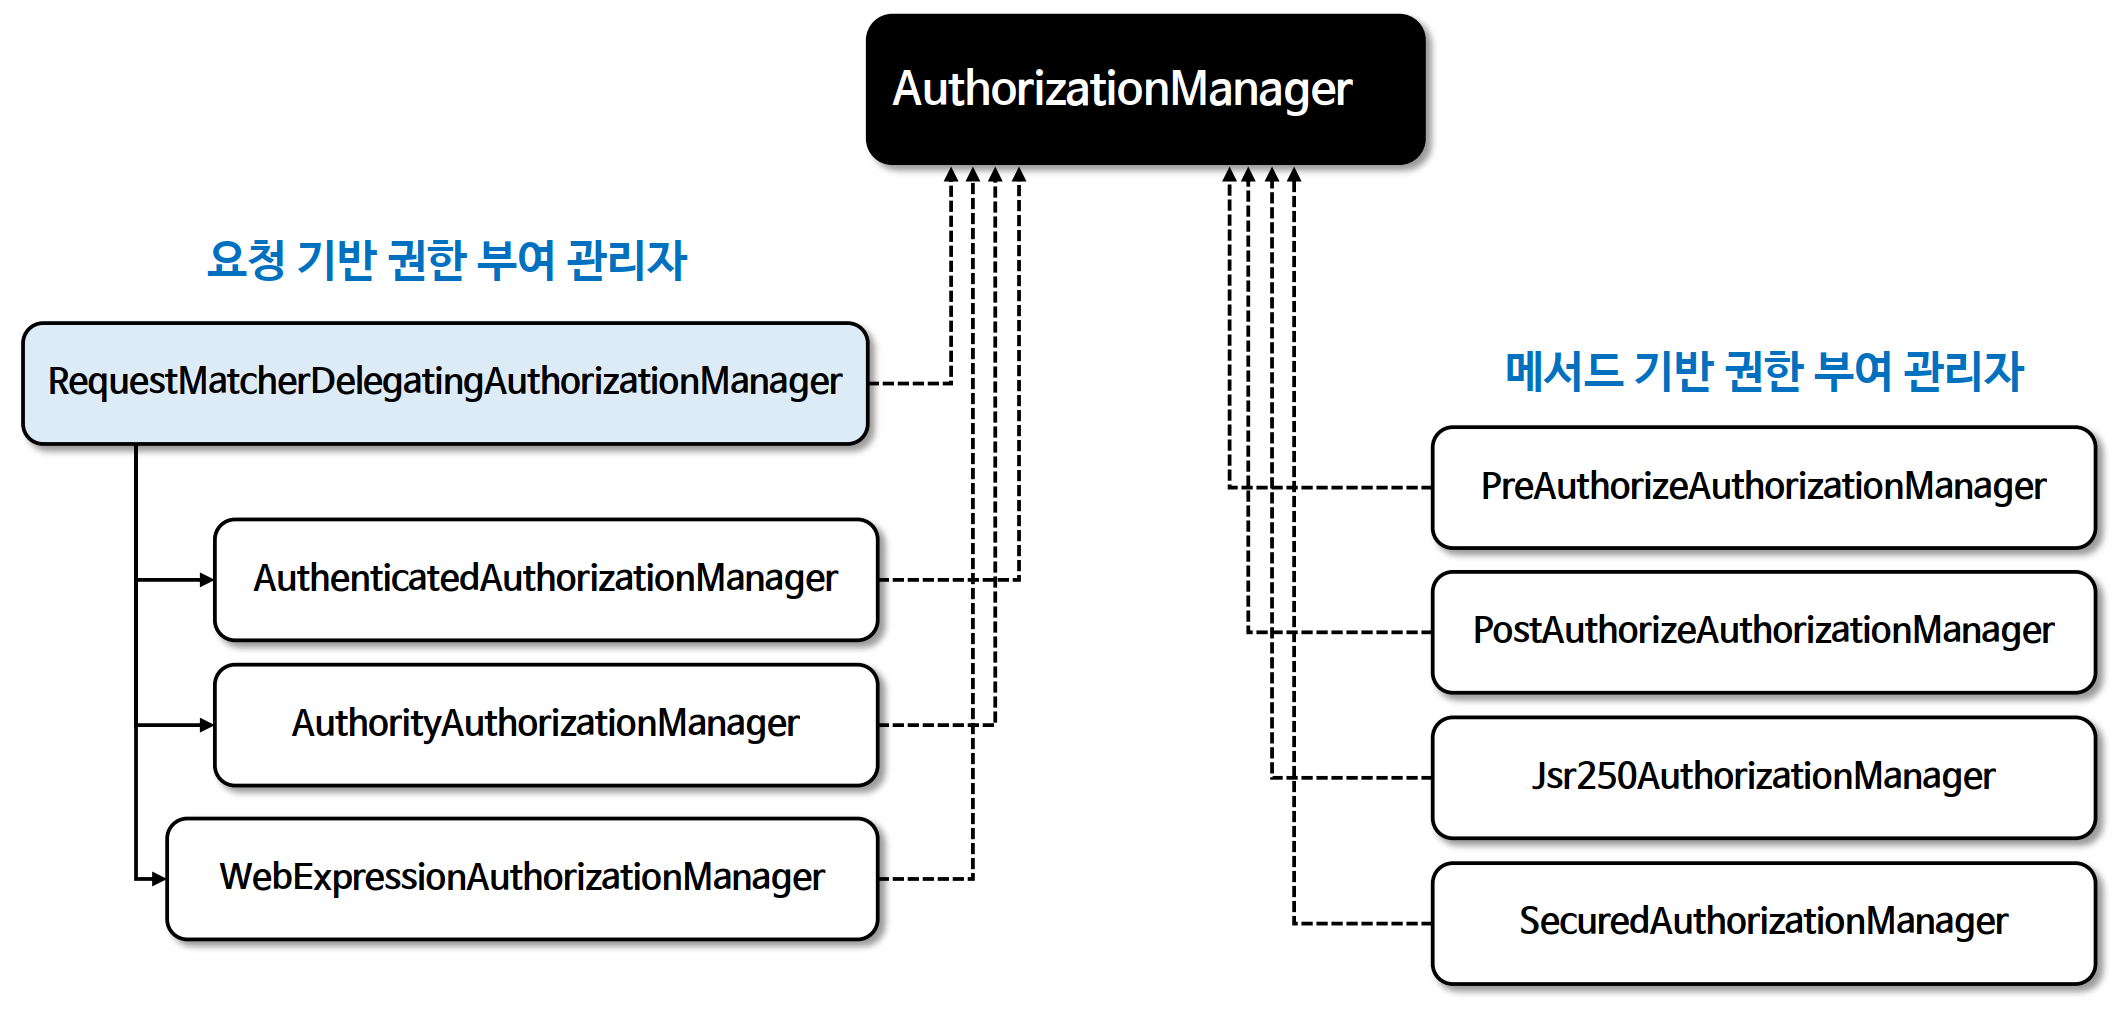 AuthorizationManager
요청 기반 권한 부여 관리자
RequestMatcherDelegatingAuthorizationManager
AuthenticatedAuthorizationManager
AuthorityAuthorizationManager
WebExpressionAuthorizationManager
메서드 기반 권한 부여 관리자
PreAuthorizeAuthorizationManager
PostAuthorizeAuthorizationManager
Jsr250AuthorizationManager
SecuredAuthorizationManager